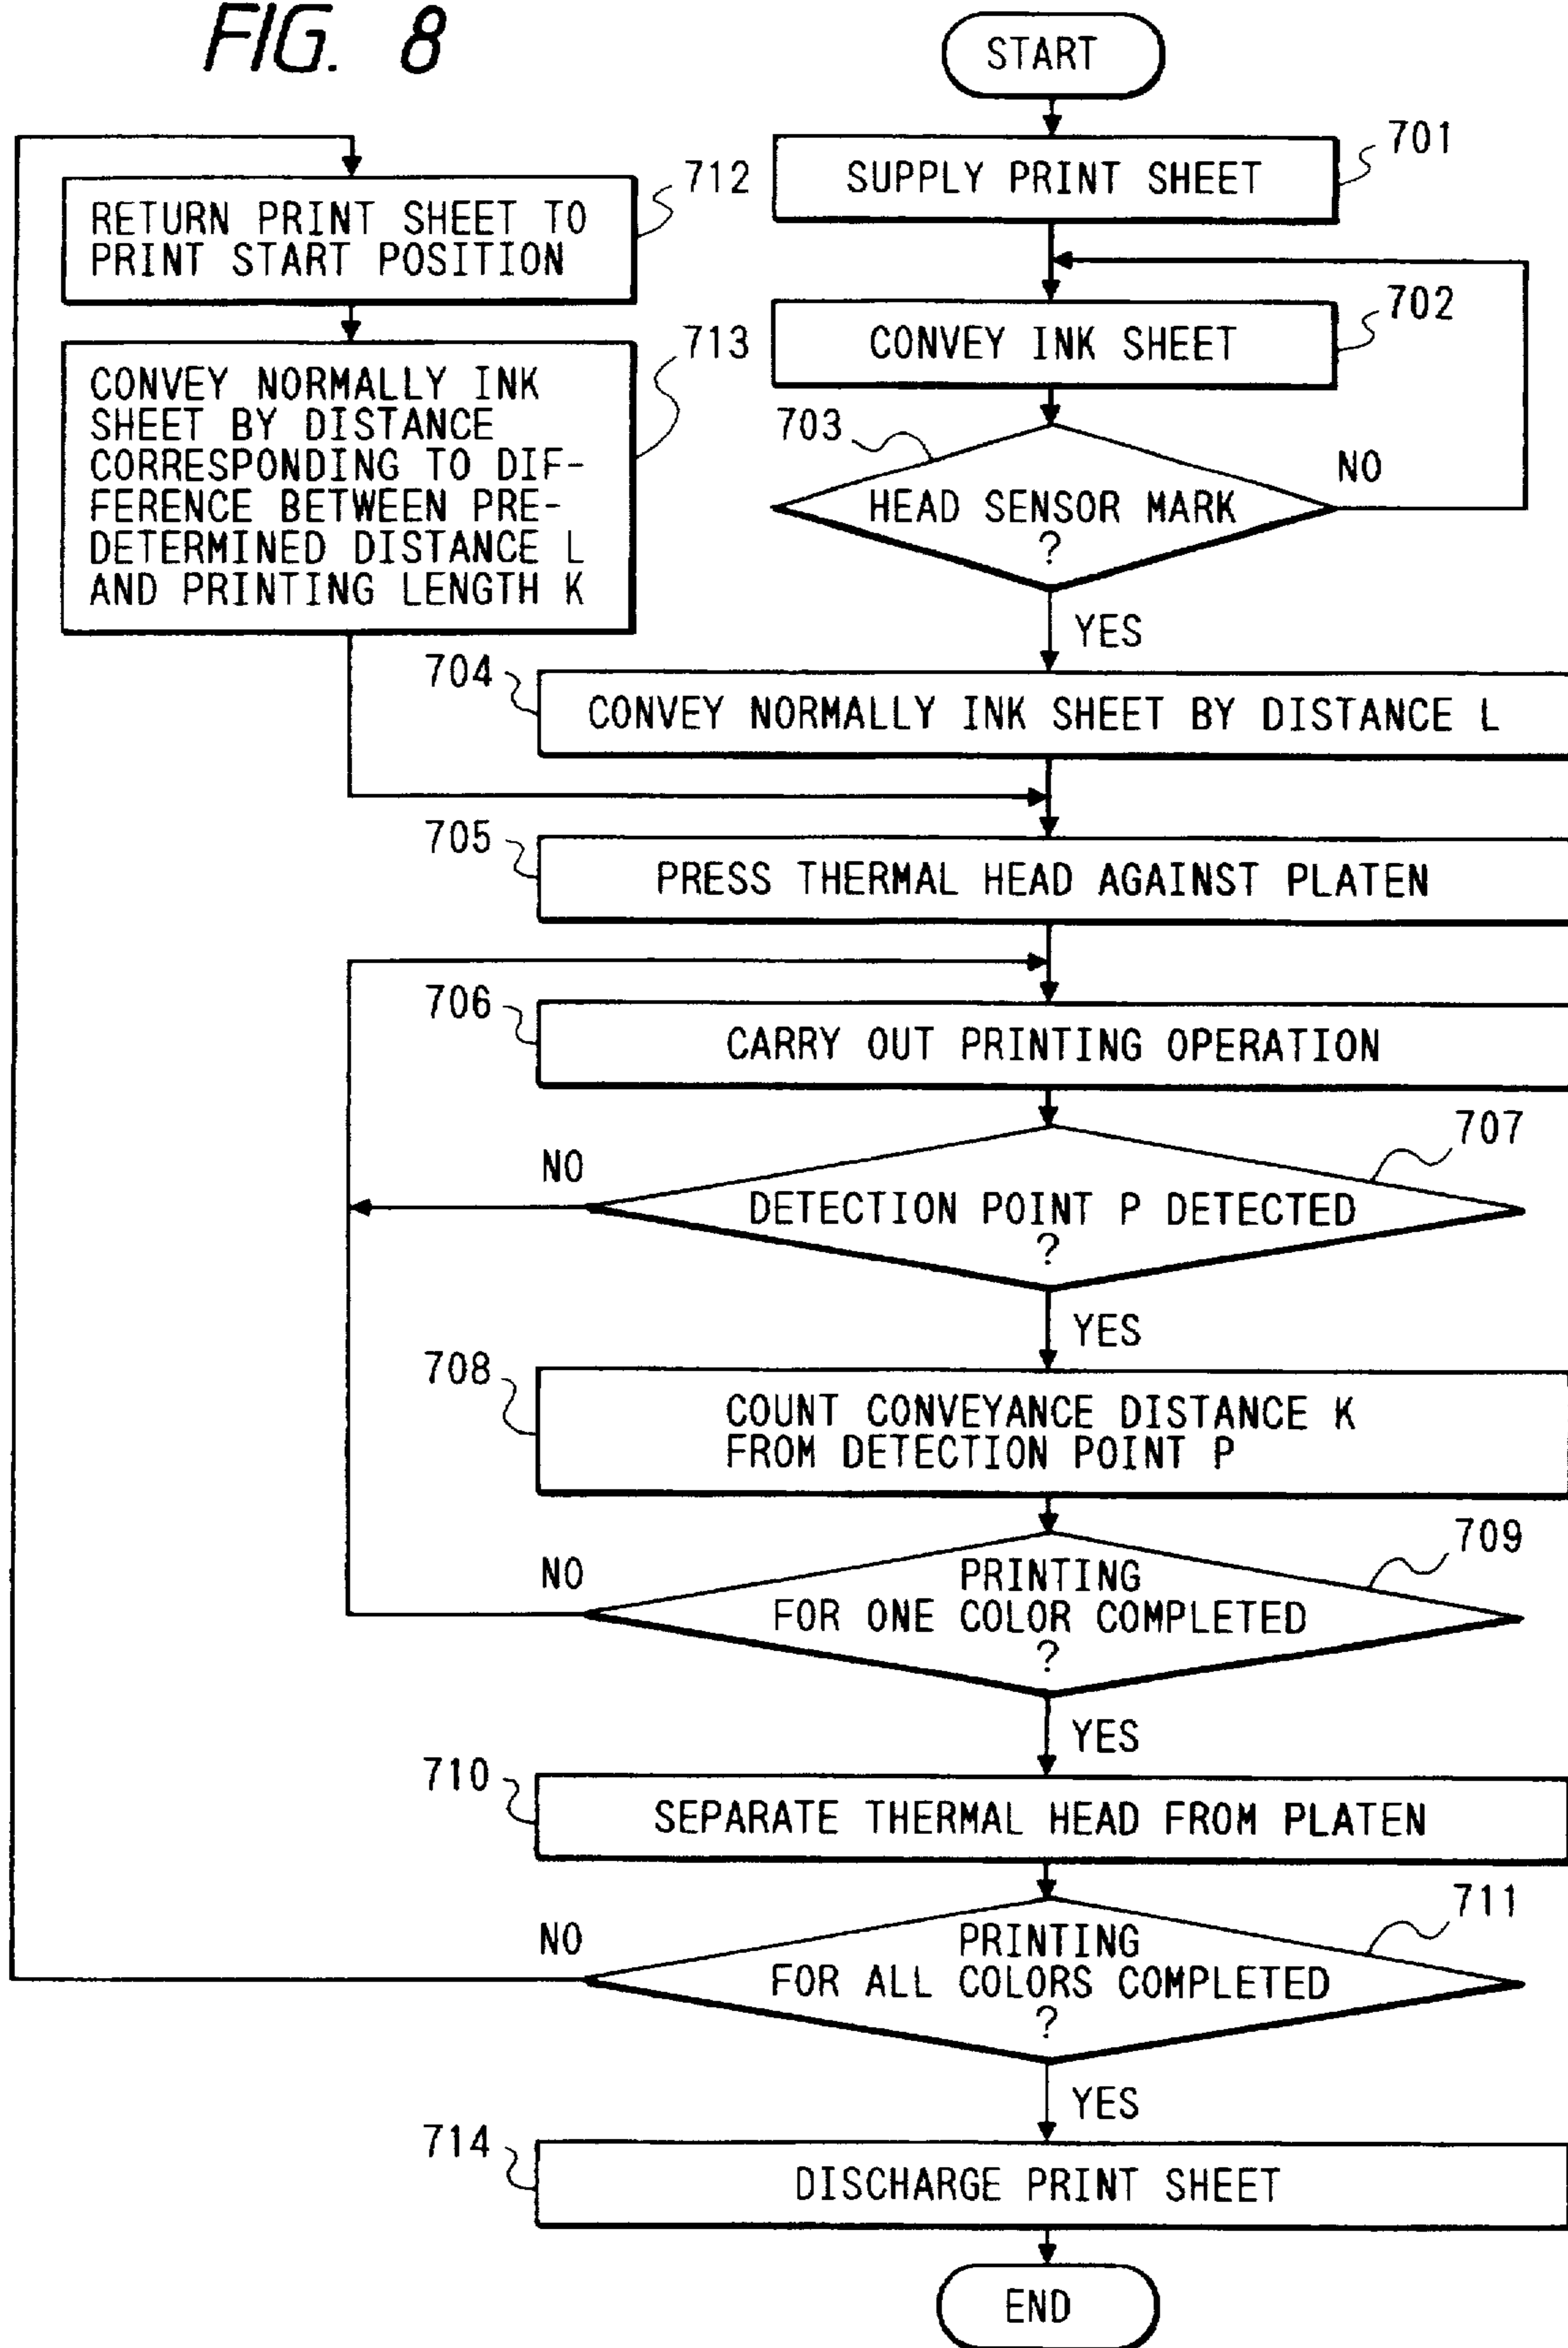 FIG. 8
START
701
SUPPLY PRINT SHEET
702
CONVEY INK SHEET
703
HEAD SENSOR MARK
?
NO
YES
704
CONVEY NORMALLY INK SHEET BY DISTANCE L
705
PRESS THERMAL HEAD AGAINST PLATEN
706
CARRY OUT PRINTING OPERATION
707
NO
DETECTION POINT P DETECTED
?
YES
708
COUNT CONVEYANCE DISTANCE K
FROM DETECTION POINT P
709
NO
PRINTING
FOR ONE COLOR COMPLETED
?
YES
710
SEPARATE THERMAL HEAD FROM PLATEN
711
NO
PRINTING
FOR ALL COLORS COMPLETED
?
YES
712
RETURN PRINT SHEET TO
PRINT START POSITION
713
CONVEY NORMALLY INK
SHEET BY DISTANCE
CORRESPONDING TO DIF-
FERENCE BETWEEN PRE-
DETERMINED DISTANCE L
AND PRINTING LENGTH K
714
DISCHARGE PRINT SHEET
END